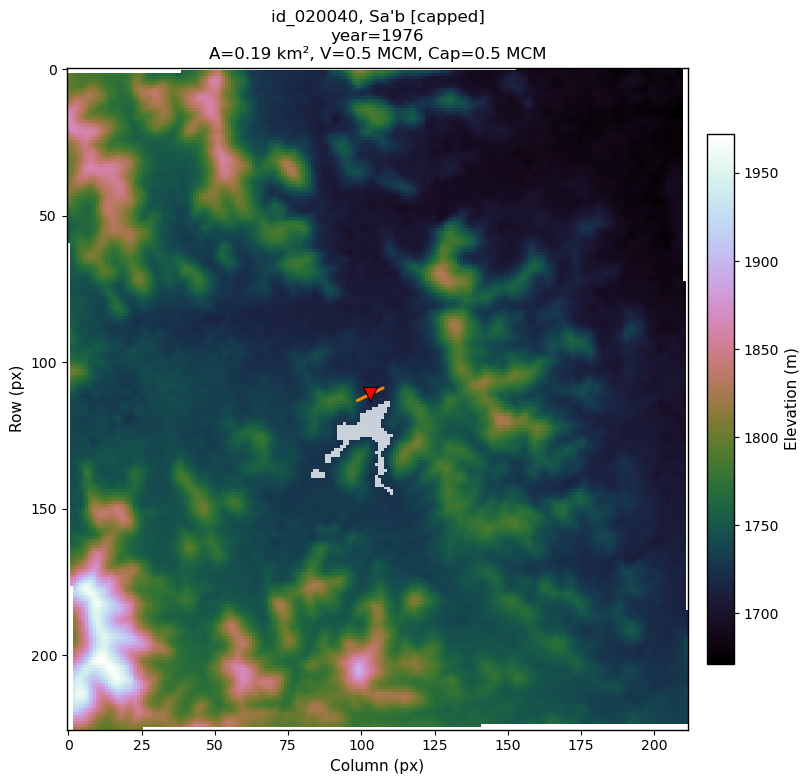 id_020040, Sa'b [capped]
year=1976
A=0.19 km², V=0.5 MCM, Cap=0.5 MCM
0
50
100
150
200
Row (px)
0 25 50 75 100 125 150 175 200
Column (px)
1950
1900
1850
1800
1750
1700
Elevation (m)